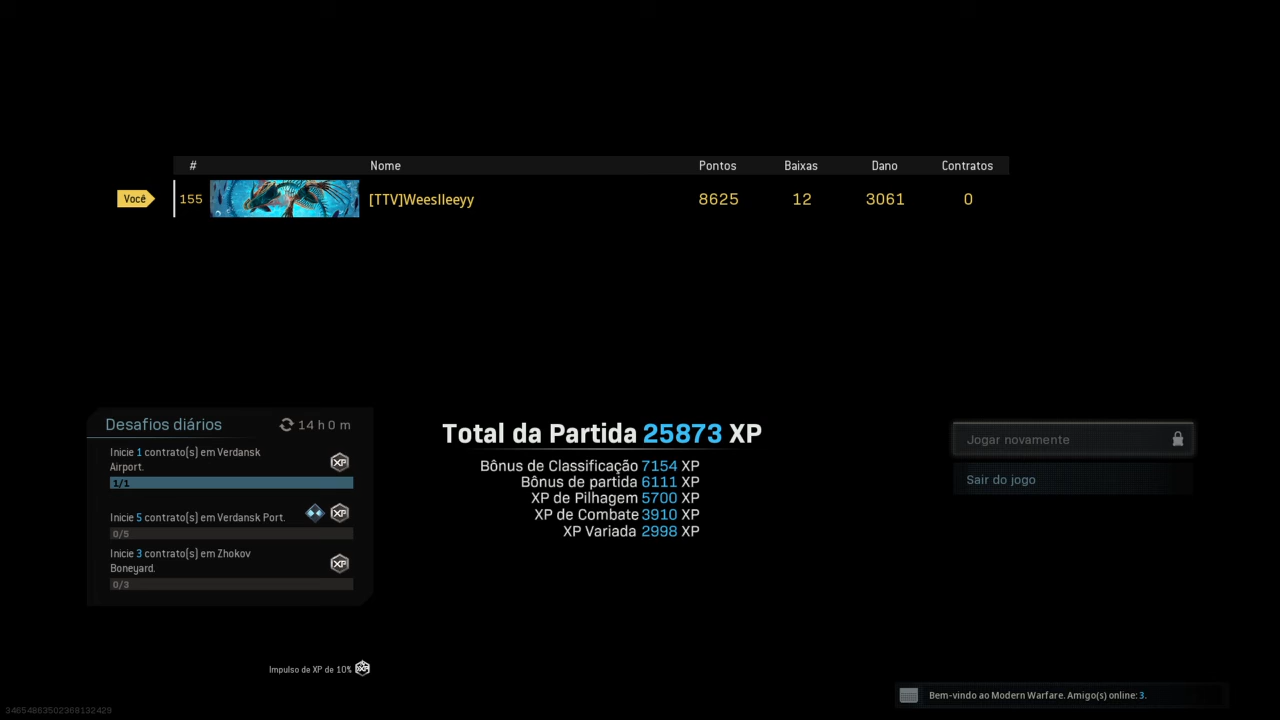 # Nome Pontos Baixas Dano Contratos
Você 155 [TTV]Weeslleeyy 8625 12 3061 0
Desafios diários 14 h 0 m
Inicie 1 contrato(s) em Verdansk
Airport.
1/1
Inicie 5 contrato(s) em Verdansk Port.
0/5
Inicie 3 contrato(s) em Zhokov
Boneyard.
0/3
Impulso de XP de 10%
Total da Partida 25873 XP
Bônus de Classificação 7154 XP
Bônus de partida 6111 XP
XP de Pilhagem 5700 XP
XP de Combate 3910 XP
XP Variada 2998 XP
Jogar novamente
Sair do jogo
Bem-vindo ao Modern Warfare. Amigo(s) online: 3.
34654863502368132429